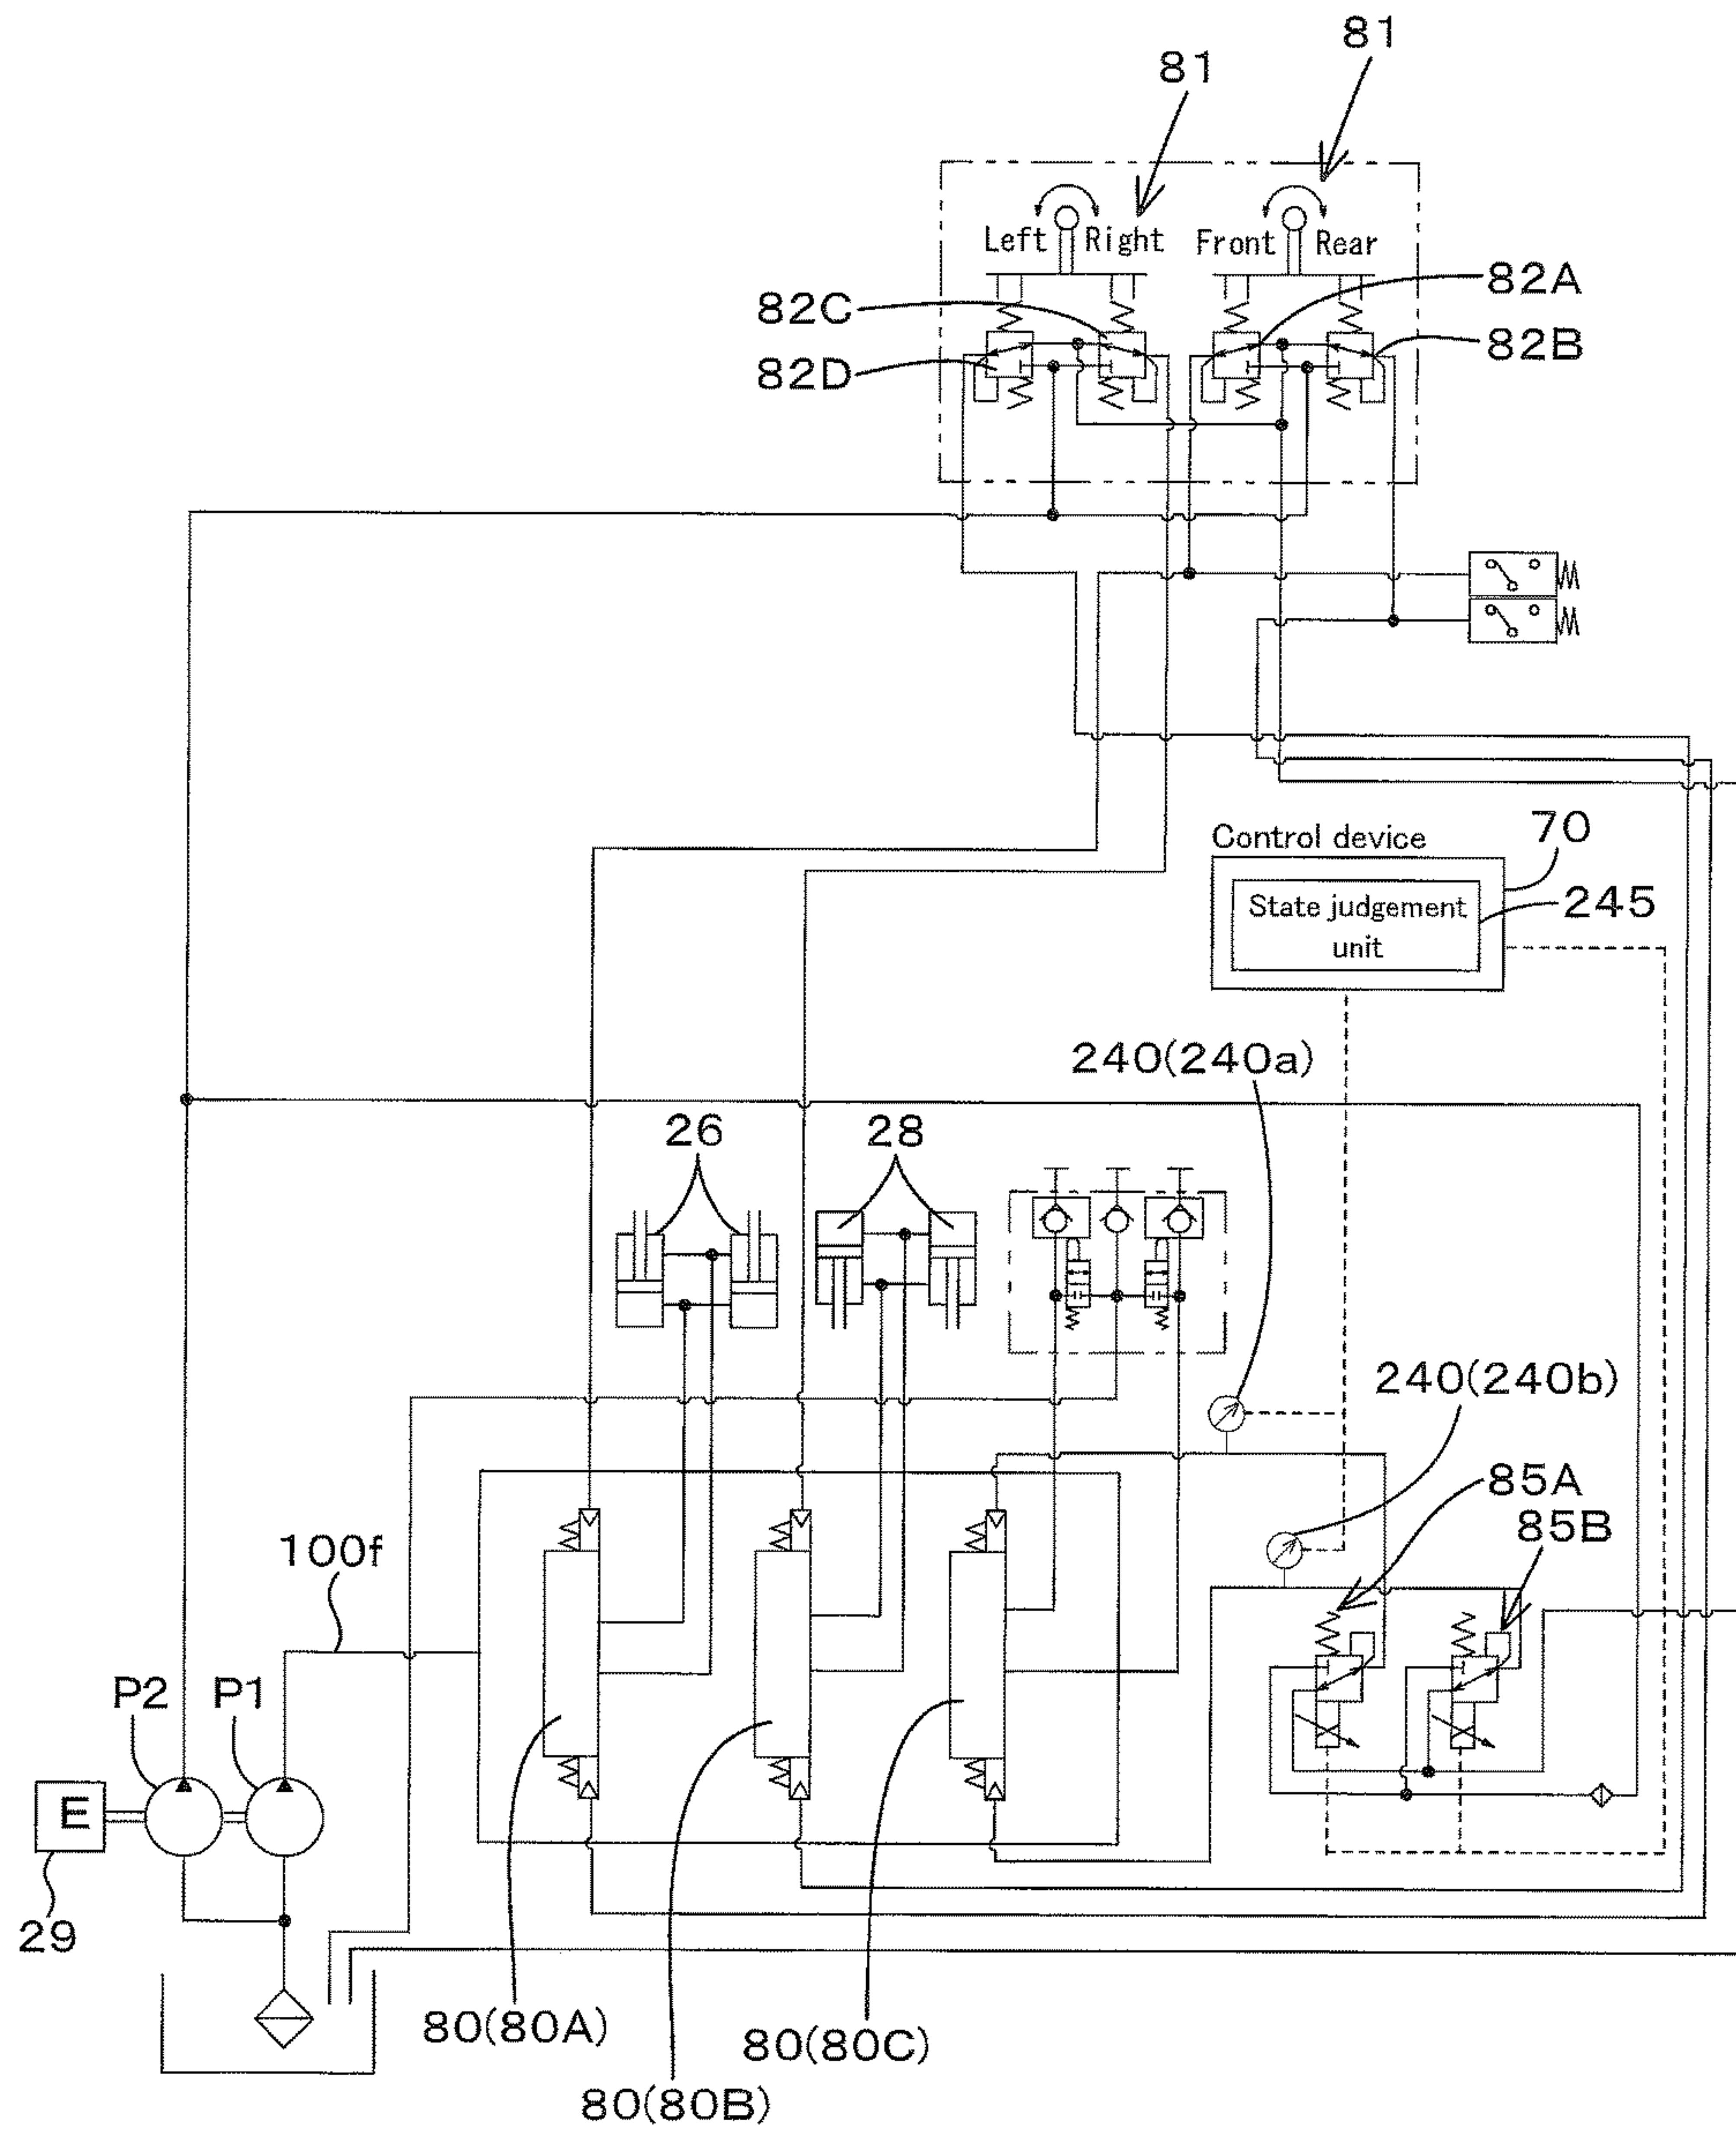 81
81
Left
Right
Front
Rear
82C
82A
82D
82B
Control device
70
State judgement
unit
245
240(240a)
26
28
240(240b)
85A
85B
100f
P2
P1
E
29
80(80A)
80(80C)
80(80B)